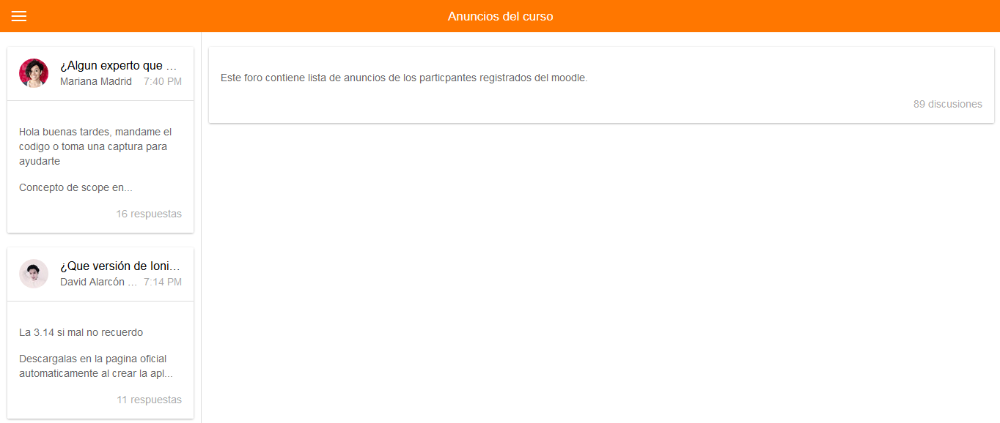 Anuncios del curso
¿Algun experto que ...
Mariana Madrid 7:40 PM
Hola buenas tardes, mandame el
codigo o toma una captura para
ayudarte
Concepto de scope en...
16 respuestas
¿Que versión de Ioni...
David Alarcón ... 7:14 PM
La 3.14 si mal no recuerdo
Descargalas en la pagina oficial
automaticamente al crear la apl...
11 respuestas
Este foro contiene lista de anuncios de los particpantes registrados del moodle.
89 discusiones